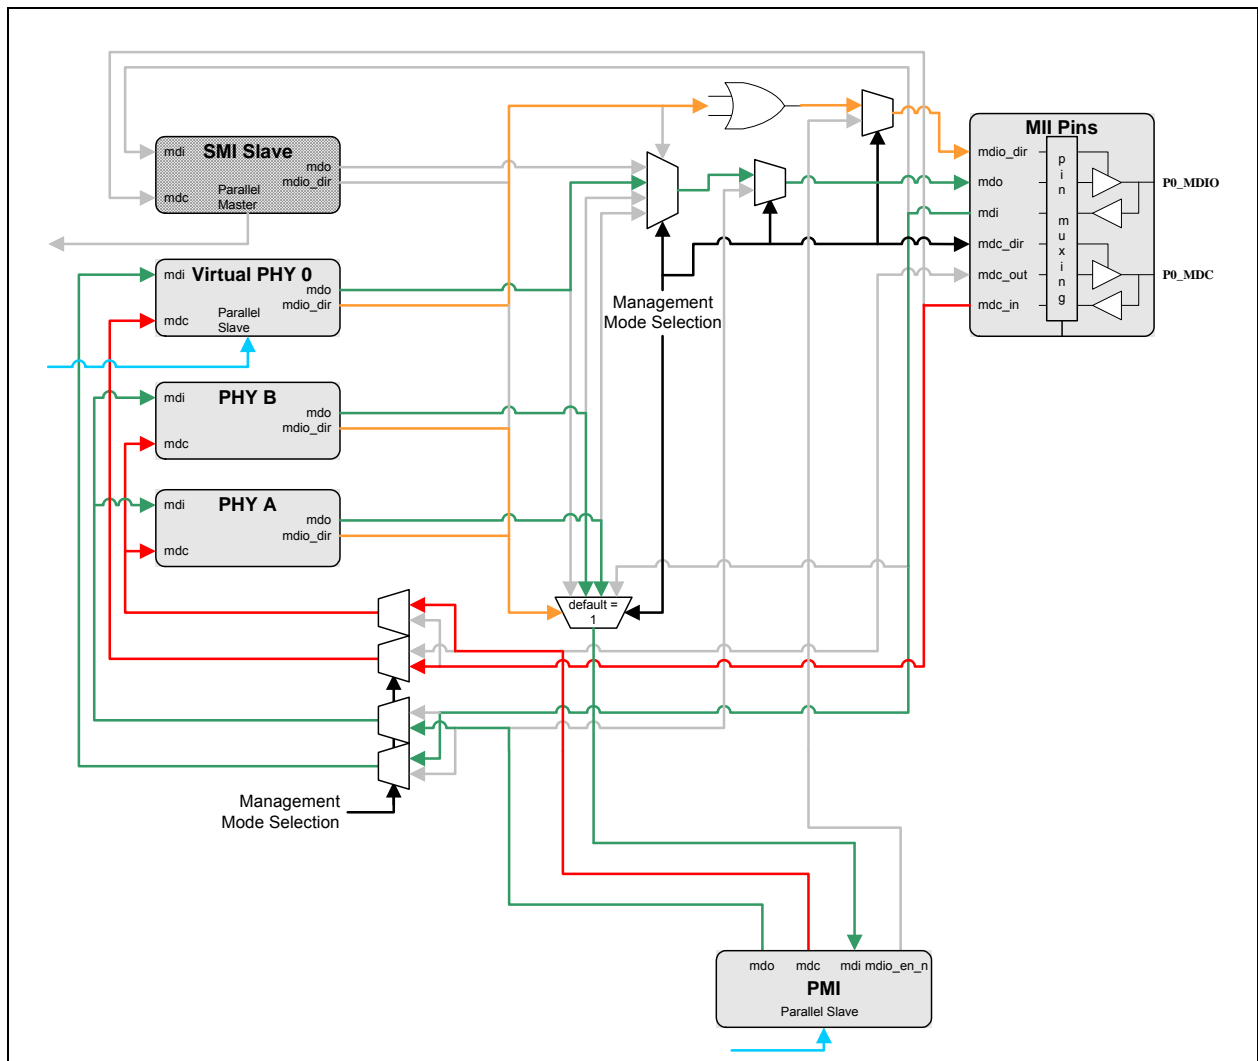 SMI Slave
mdi
mdo
mdio_dir
mdc
Parallel
Master
Virtual PHY 0
mdi
mdo
mdio_dir
mdc
Parallel
Slave
PHY B
mdi
mdo
mdio_dir
mdc
PHY A
mdi
mdo
mdio_dir
mdc
MII Pins
mdio_dir
mdo
mdi
mdc_dir
mdc_out
mdc_in
pin muxing
P0_MDIO
P0_MDC
Management
Mode Selection
default =
1
Management
Mode Selection
mdo mdc mdi mdio_en_n
PMI
Parallel Slave